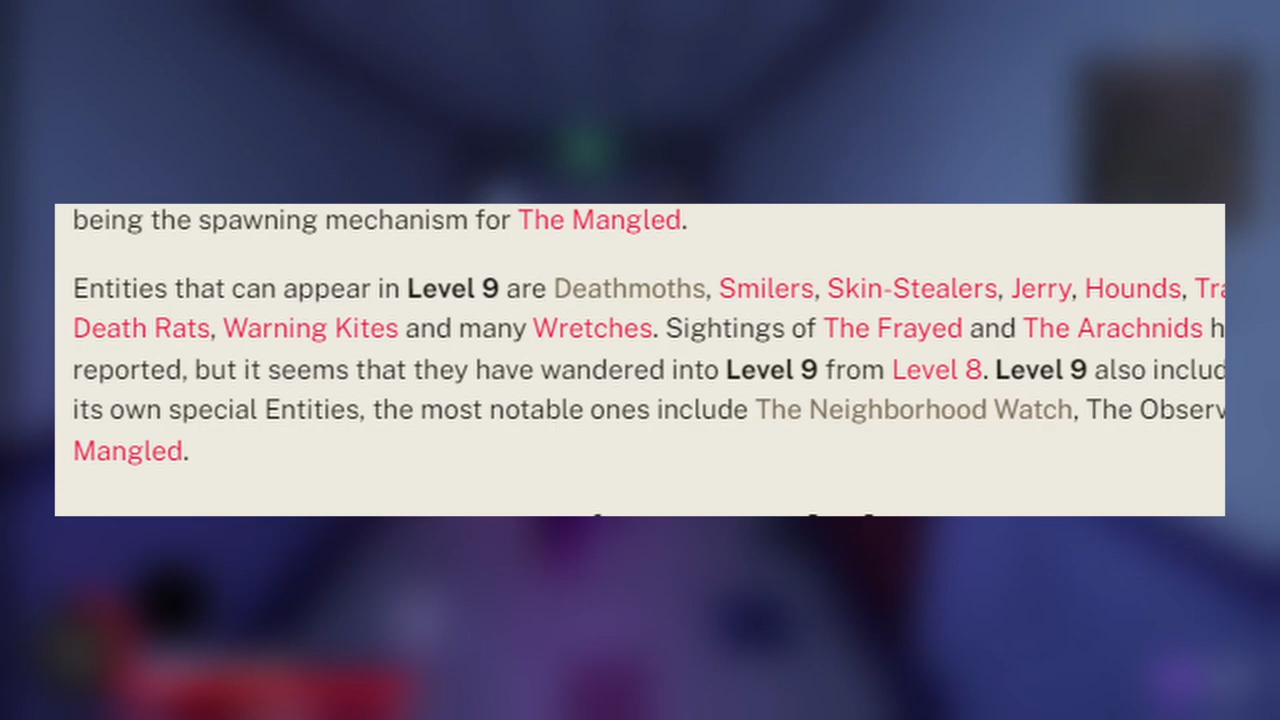 being the spawning mechanism for The Mangled.
Entities that can appear in Level 9 are Deathmoths, Smilers, Skin-Stealers, Jerry, Hounds,
Death Rats, Warning Kites and many Wretches. Sightings of The Frayed and The Arachnids
reported, but it seems that they have wandered into Level 9 from Level 8. Level 9 also
its own special Entities, the most notable ones include The Neighborhood Watch, The
Mangled.